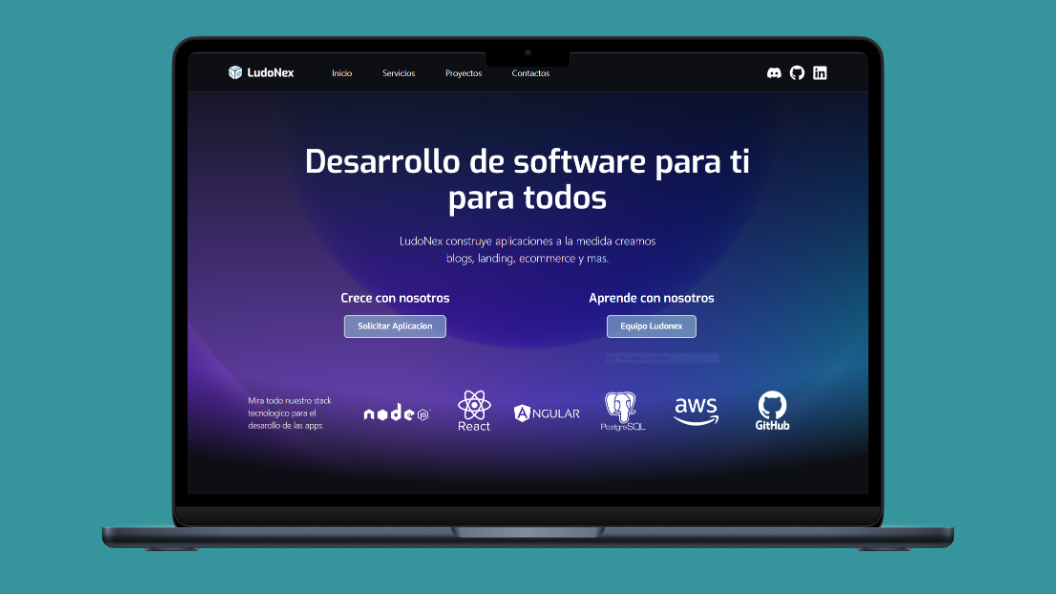 LudoNex
Inicio
Servicios
Proyectos
Contactos
in
Desarrollo de software para ti
para todos
LudoNex construye aplicaciones a la medida creamos
blogs, landing, ecommerce y mas.
Crece con nosotros
Aprende con nosotros
Solicitar Aplicacion
Equipo Ludonex
Mira todo nuestro stack
tecnologico para el
desarollo de las apps:
node
JS
React
ANGULAR
PostgreSQL
aws
GitHub